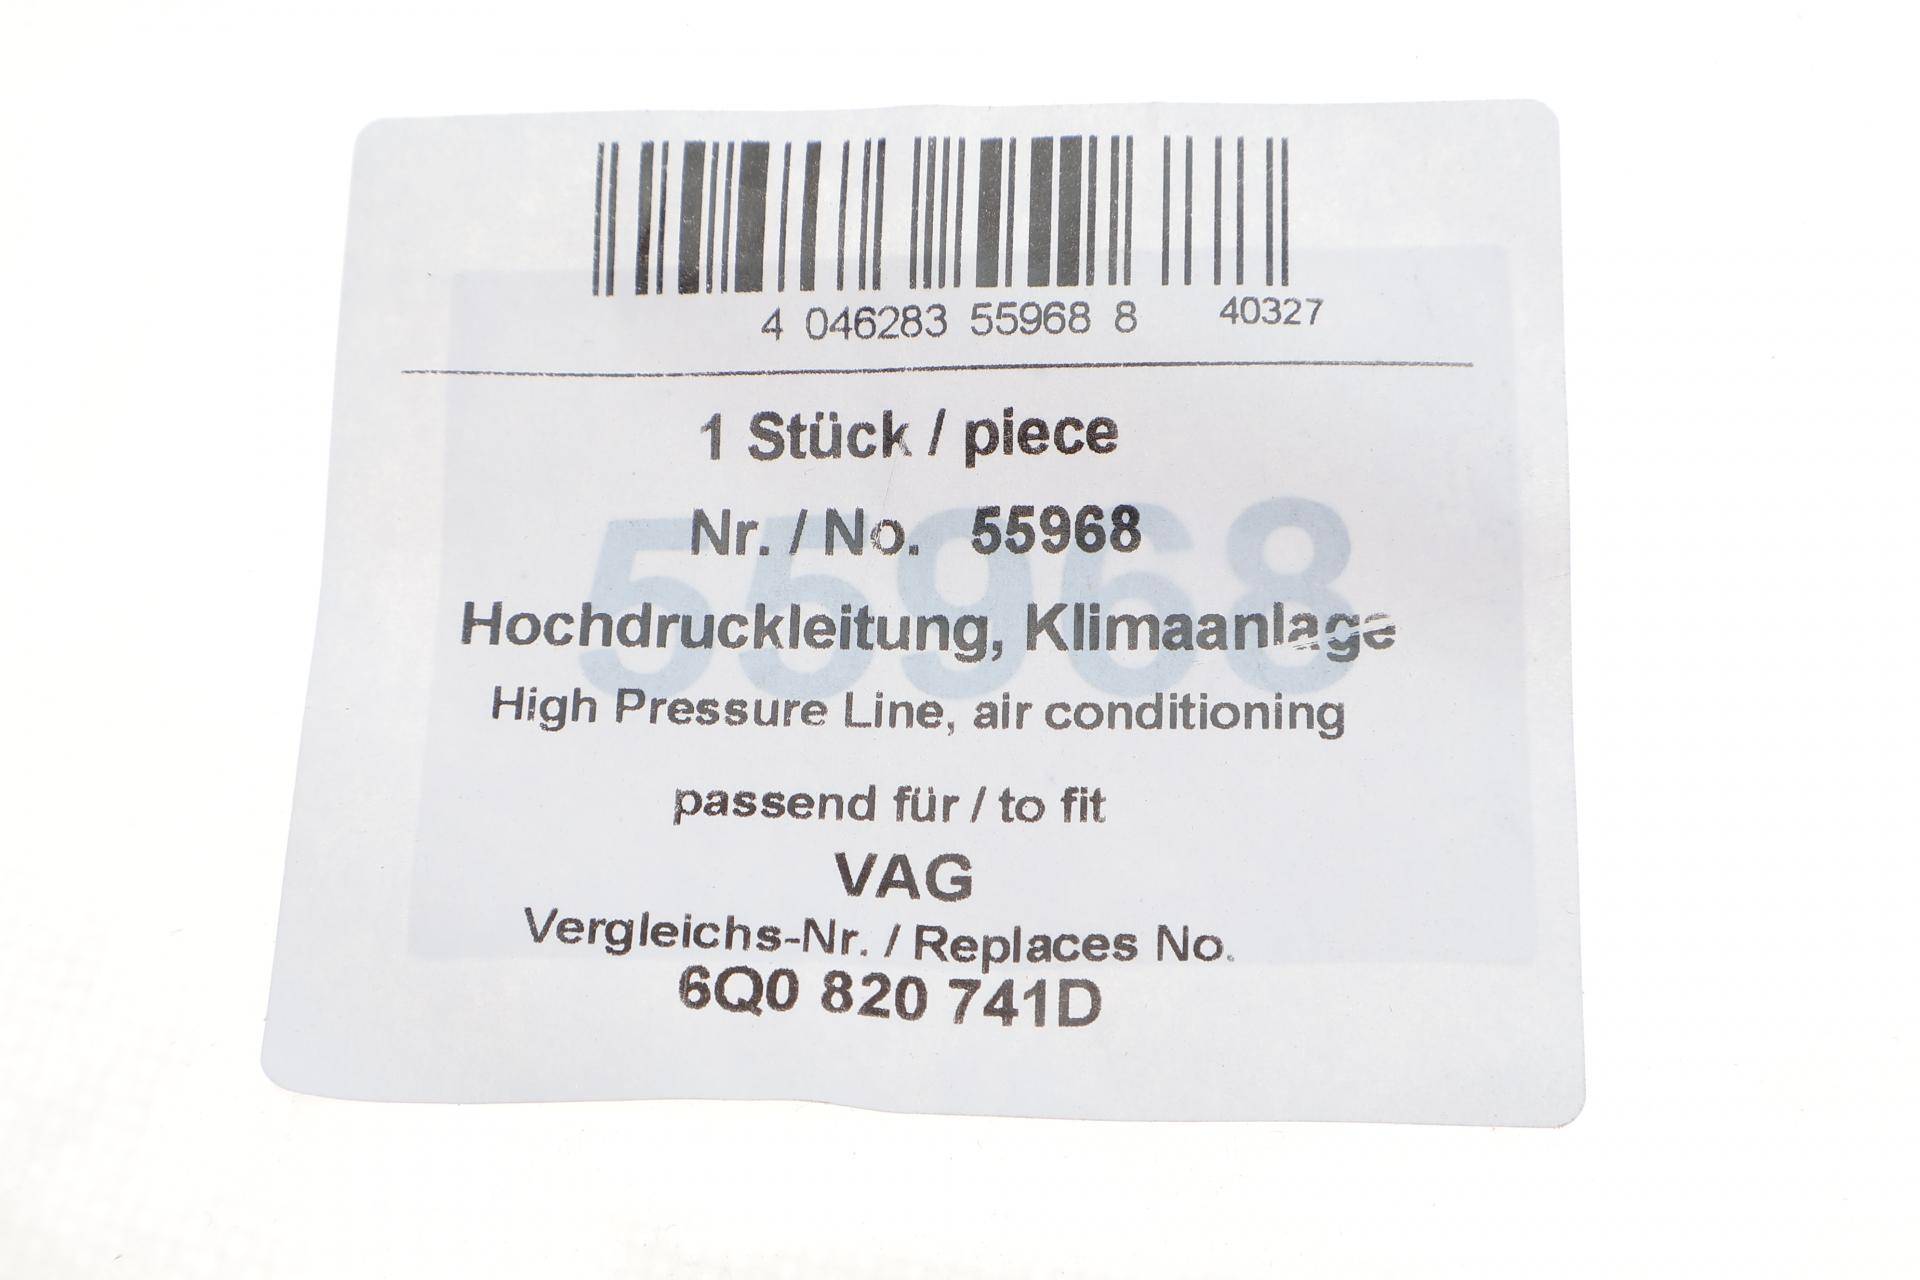 4 046283 55968 8 40327
1 Stück / piece
Nr. / No. 55968
55968
Hochdruckleitung, Klimaanlage
High Pressure Line, air conditioning
passend für / to fit
VAG
Vergleichs-Nr. / Replaces No.
6Q0 820 741D